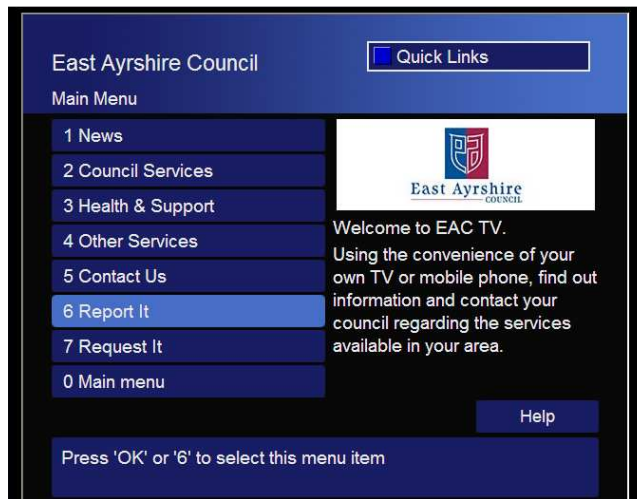 East Ayrshire Council
Quick Links
Main Menu
1 News
2 Council Services
3 Health & Support
4 Other Services
5 Contact Us
6 Report It
7 Request It
0 Main menu
East Ayrshire
COUNCIL
Welcome to EAC TV.
Using the convenience of your
own TV or mobile phone, find out
information and contact your
council regarding the services
available in your area.
Help
Press 'OK' or '6' to select this menu item